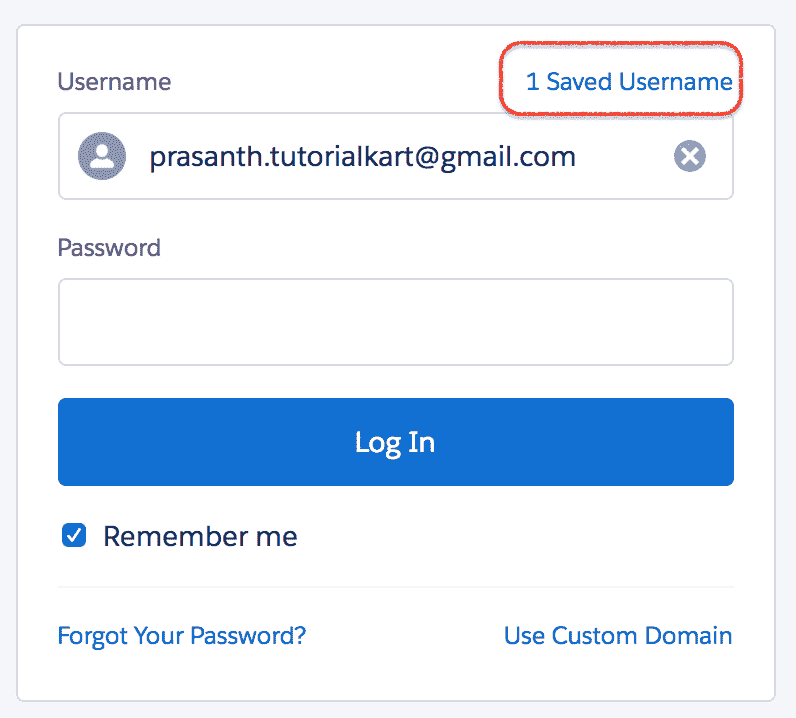 Username
1 Saved Username
prasanth.tutorialkart@gmail.com
Password
Log In
Remember me
Forgot Your Password?
Use Custom Domain